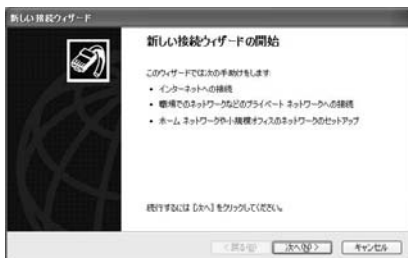 新しい接続ウィザード
新しい接続ウィザードの開始
このウィザードでは次の手助けをします:
• インターネットへの接続
• 職場でのネットワークなどのプライベート ネットワークへの接続
• ホーム ネットワークや小規模オフィスのネットワークのセットアップ
続行するには [次へ] をクリックしてください。
< 戻る(B) 次へ(N) > キャンセル